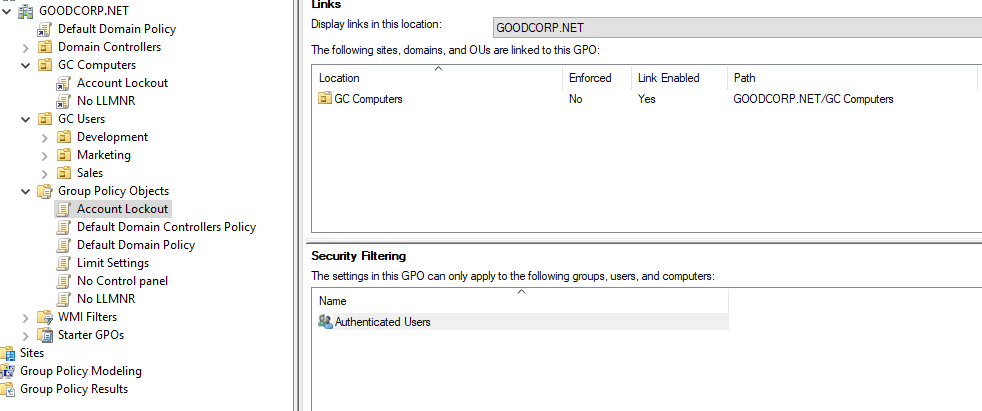 GOODCORP.NET
Default Domain Policy
Domain Controllers
GC Computers
Account Lockout
No LLMNR
GC Users
Development
Marketing
Sales
Group Policy Objects
Account Lockout
Default Domain Controllers Policy
Default Domain Policy
Limit Settings
No Control panel
No LLMNR
WMI Filters
Starter GPOs
Sites
Group Policy Modeling
Group Policy Results
Links
Display links in this location: GOODCORP.NET
The following sites, domains, and OUs are linked to this GPO:
Location Enforced Link Enabled Path
GC Computers No Yes GOODCORP.NET/GC Computers
Security Filtering
The settings in this GPO can only apply to the following groups, users, and computers:
Name
Authenticated Users